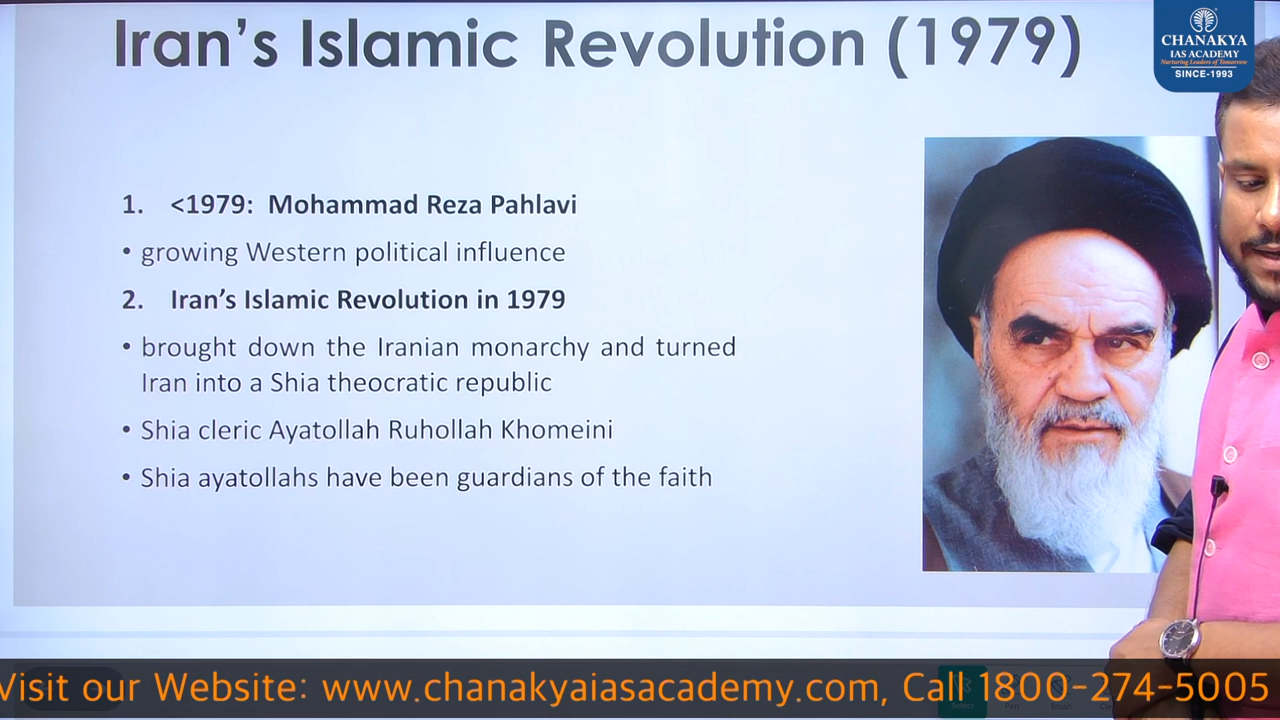 Iran's Islamic Revolution (1979)
CHANAKYA
IAS ACADEMY
Nurturing Leaders of Tomorrow
SINCE-1993
1. <1979: Mohammad Reza Pahlavi
• growing Western political influence
2. Iran's Islamic Revolution in 1979
• brought down the Iranian monarchy and turned
Iran into a Shia theocratic republic
• Shia cleric Ayatollah Ruhollah Khomeini
• Shia ayatollahs have been guardians of the faith
Visit our Website: www.chanakyaiasacademy.com, Call 1800-274-5005
Select
Pen
Brush